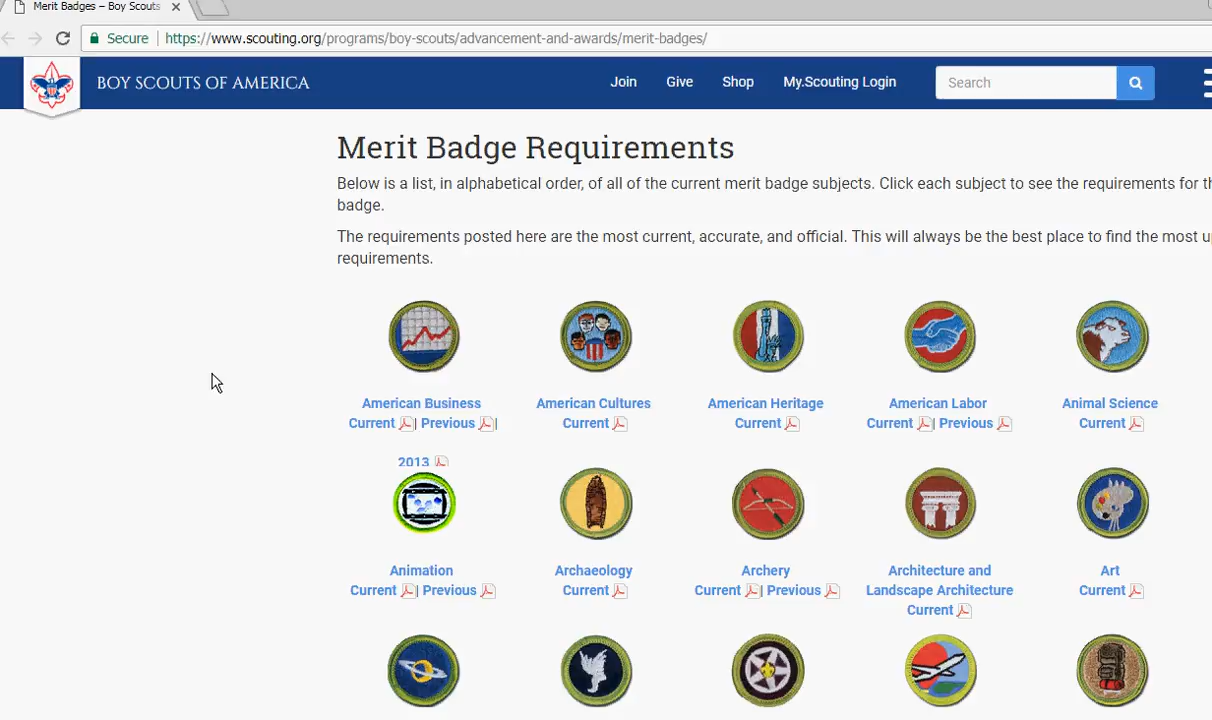 Merit Badges – Boy Scouts
Secure
https://www.scouting.org/programs/boy-scouts/advancement-and-awards/merit-badges/
BOY SCOUTS OF AMERICA
Join
Give
Shop
My.Scouting Login
Search
Merit Badge Requirements
Below is a list, in alphabetical order, of all of the current merit badge subjects. Click each subject to see the requirements for
badge.
The requirements posted here are the most current, accurate, and official. This will always be the best place to find the most
requirements.
American Business
Current | Previous |
2013
American Cultures
Current
American Heritage
Current
American Labor
Current | Previous
Animal Science
Current
Animation
Current | Previous
Archaeology
Current
Archery
Current | Previous
Architecture and
Landscape Architecture
Current
Art
Current